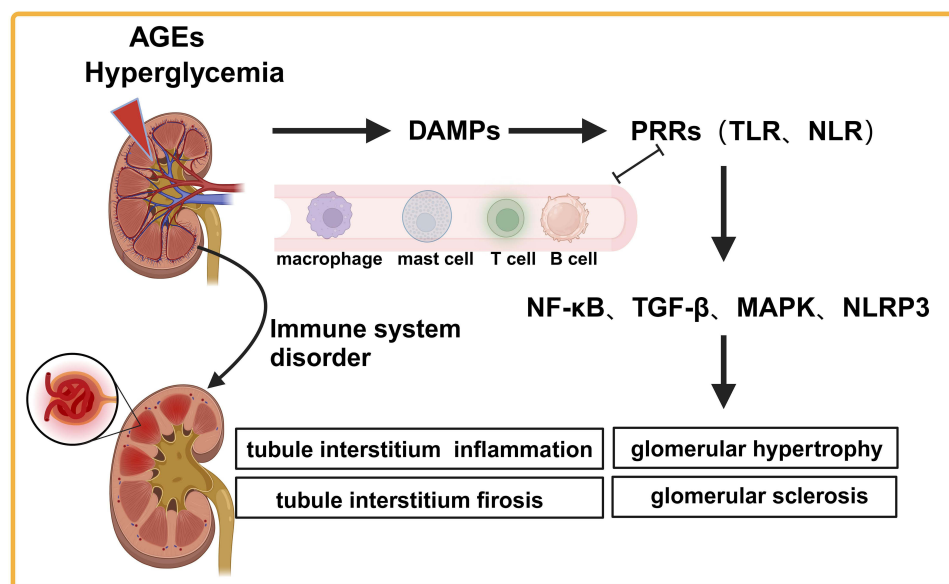 AGEs
Hyperglycemia
DAMPs
PRRs（TLR、NLR）
macrophage
mast cell
T cell
B cell
NF-κB、TGF-β、MAPK、NLRP3
Immune system
disorder
tubule interstitium  inflammation
glomerular hypertrophy
tubule interstitium firosis
glomerular sclerosis